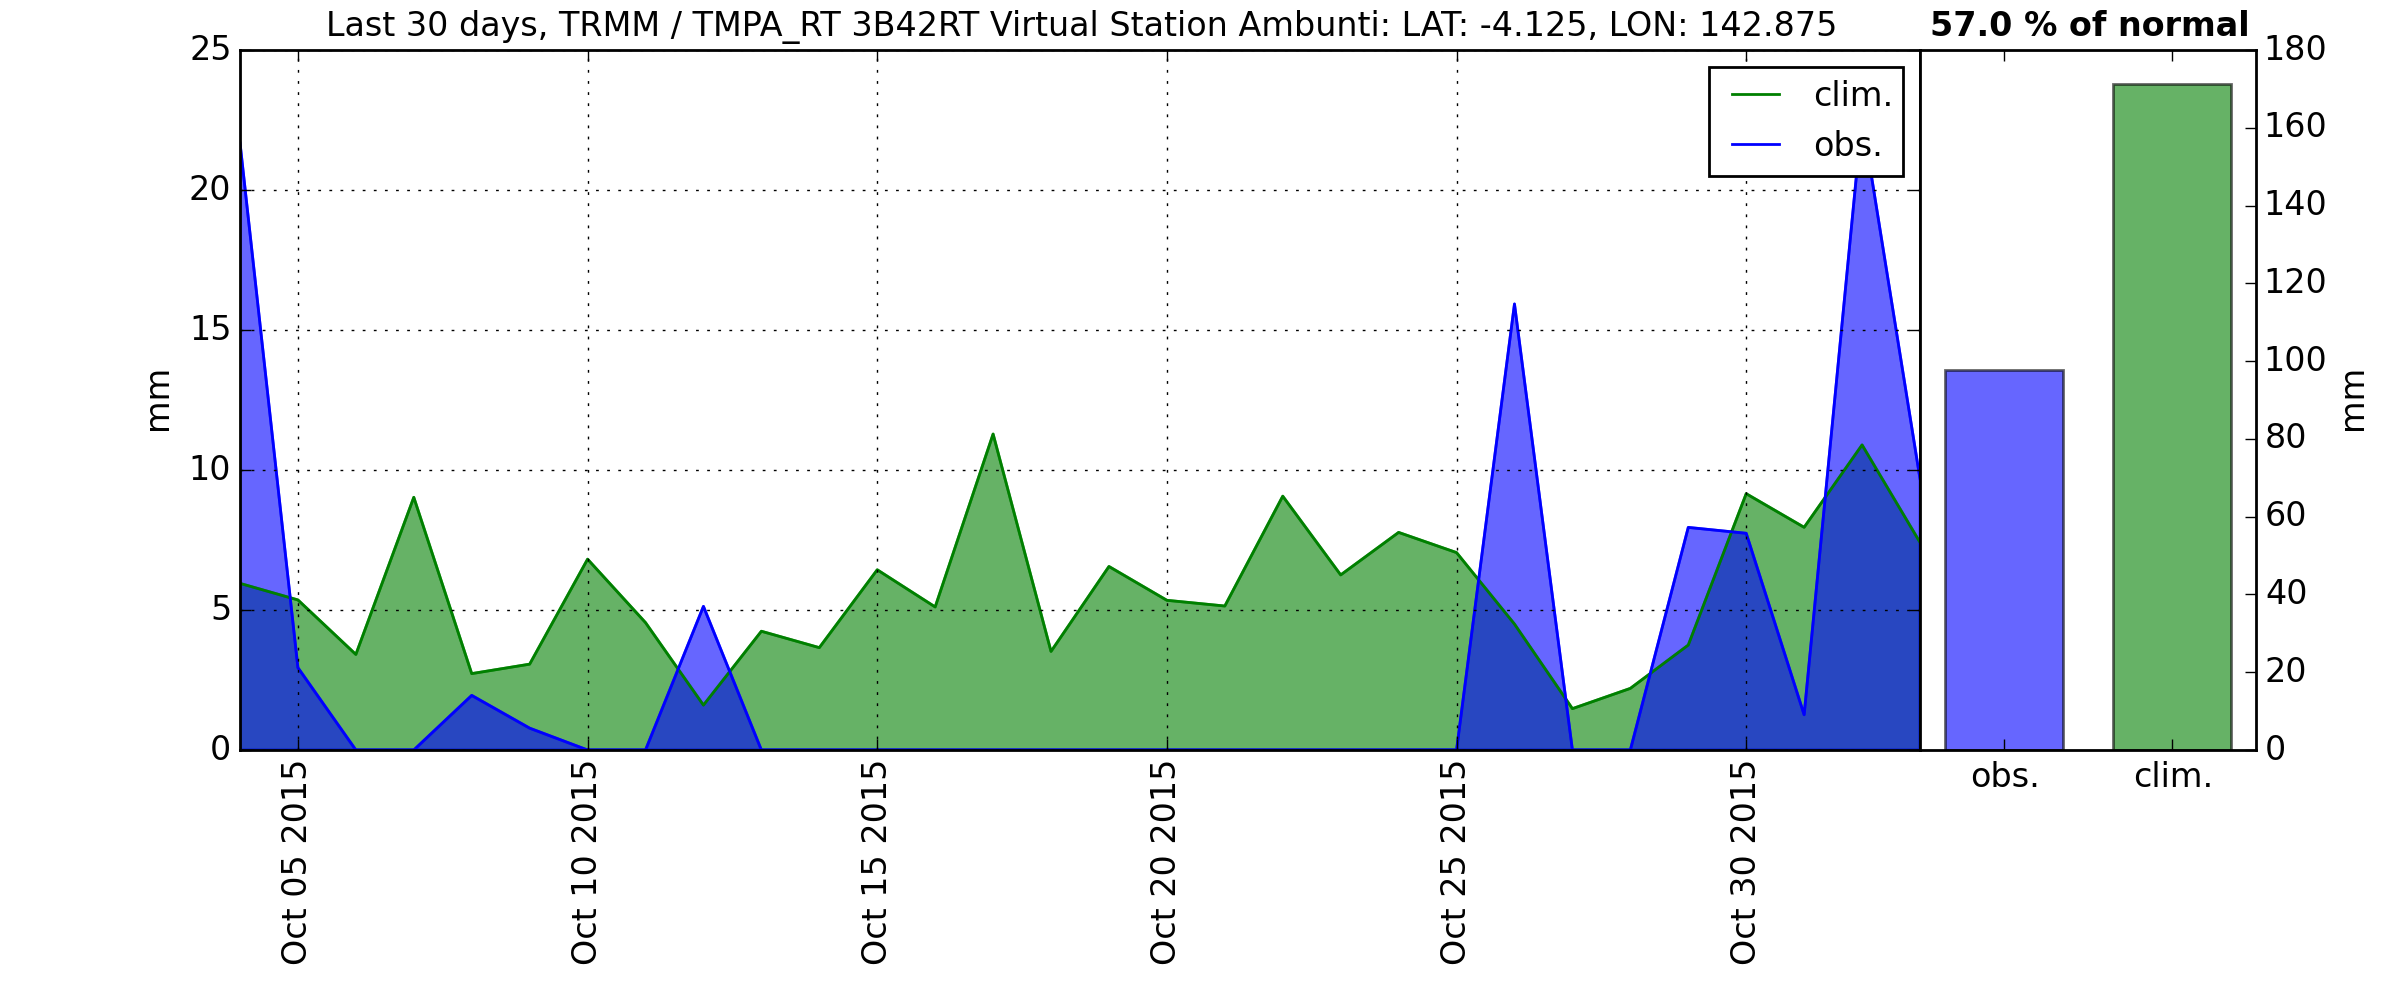 Last 30 days, TRMM / TMPA_RT 3B42RT Virtual Station Ambunti: LAT: -4.125, LON: 142.875
57.0 % of normal
25
20
15
10
5
0
mm
clim.
obs.
Oct 05 2015
Oct 10 2015
Oct 15 2015
Oct 20 2015
Oct 25 2015
Oct 30 2015
180
160
140
120
100
80
60
40
20
0
mm
obs.
clim.